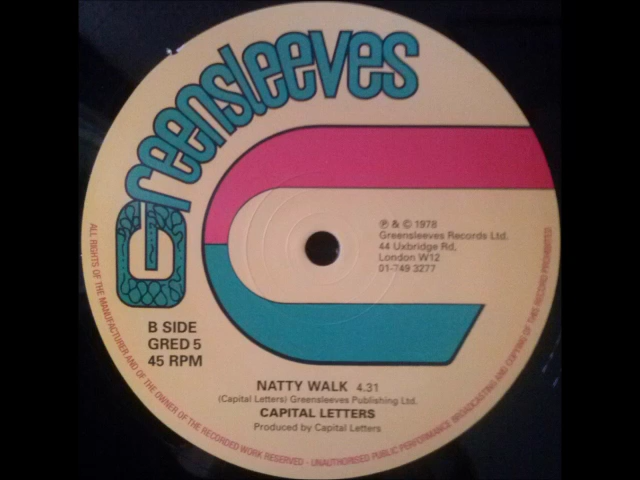 Greensleeves
℗ & © 1978
Greensleeves Records Ltd.
44 Uxbridge Rd,
London W12
01-749 3277
B SIDE
GRED 5
45 RPM
NATTY WALK 4.31
(Capital Letters) Greensleeves Publishing Ltd.
CAPITAL LETTERS
Produced by Capital Letters
ALL RIGHTS OF THE MANUFACTURER AND OF THE OWNER OF THE RECORDED WORK RESERVED - UNAUTHORISED PUBLIC PERFORMANCE BROADCASTING AND COPYING OF THIS RECORD PROHIBITED